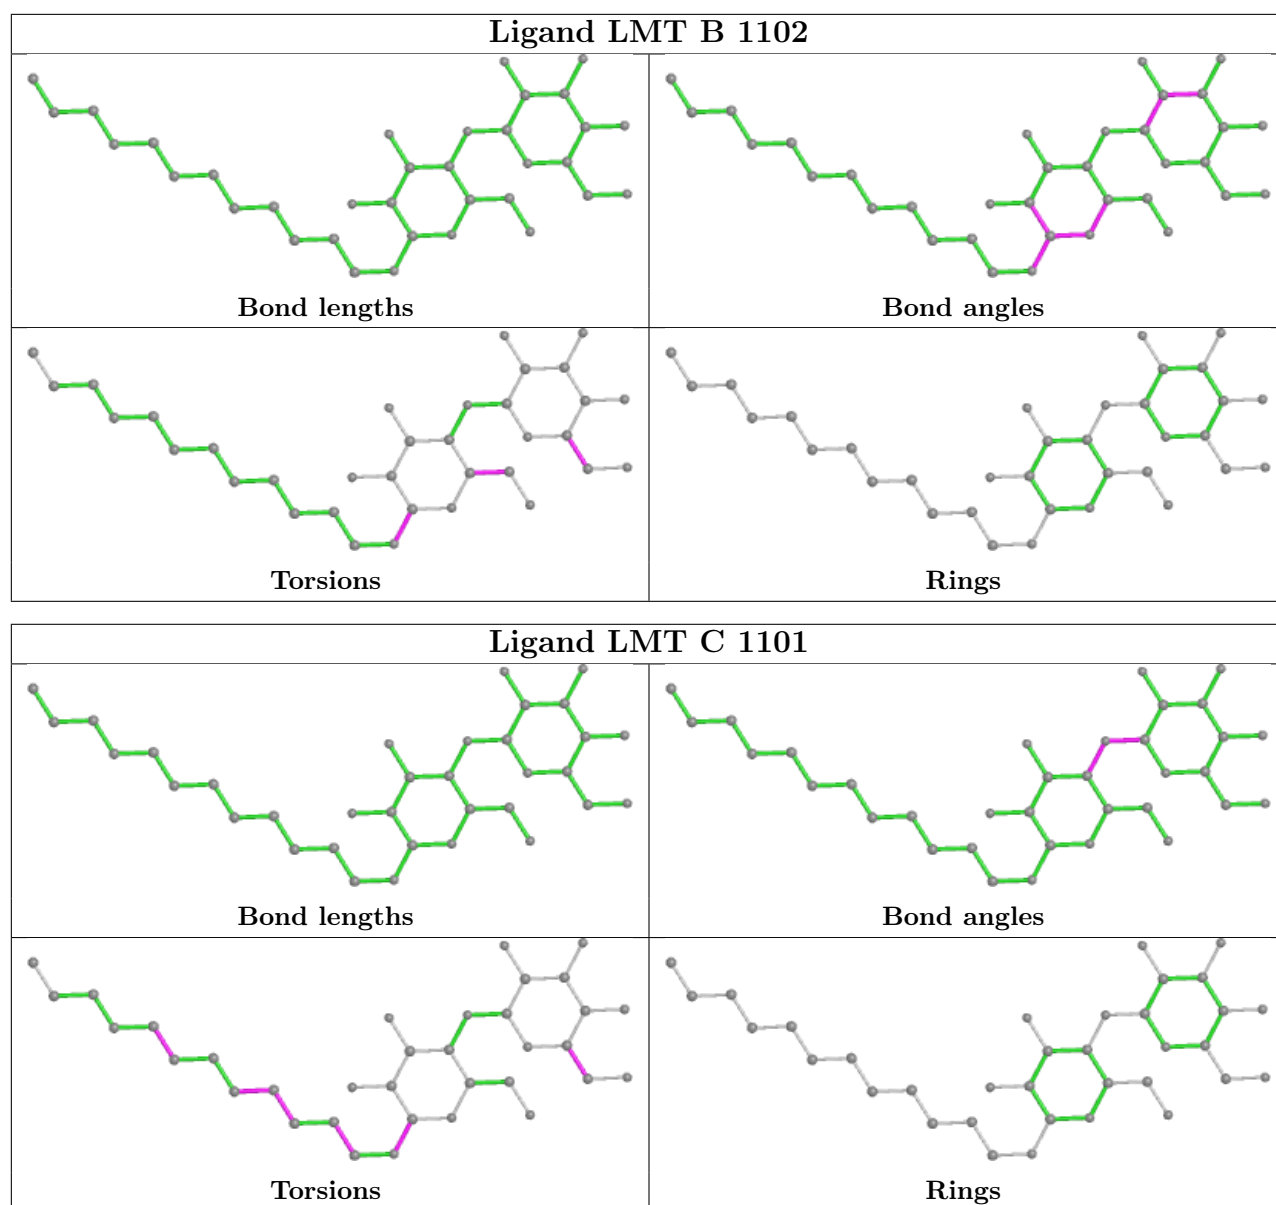 Ligand LMT B 1102
Bond lengths
Bond angles
Torsions
Rings
Ligand LMT C 1101
Bond lengths
Bond angles
Torsions
Rings